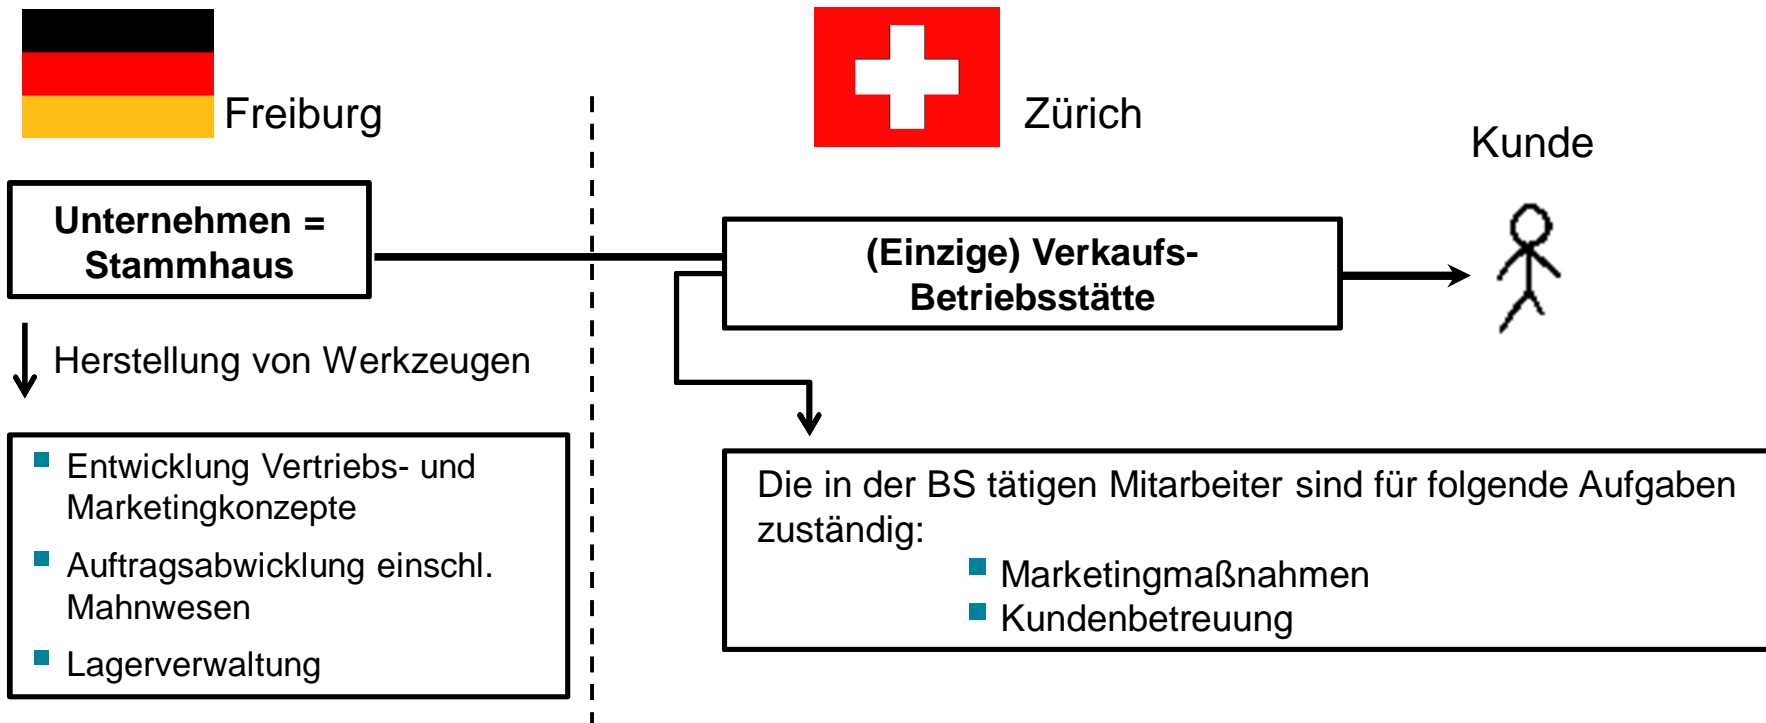 Freiburg
Zürich
Kunde
Unternehmen =
Stammhaus
(Einzige) Verkaufs-
Betriebsstätte
Herstellung von Werkzeugen
Entwicklung Vertriebs- und
Marketingkonzepte
Auftragsabwicklung einschl.
Mahnwesen
Lagerverwaltung
Die in der BS tätigen Mitarbeiter sind für folgende Aufgaben
zuständig:
Marketingmaßnahmen
Kundenbetreuung